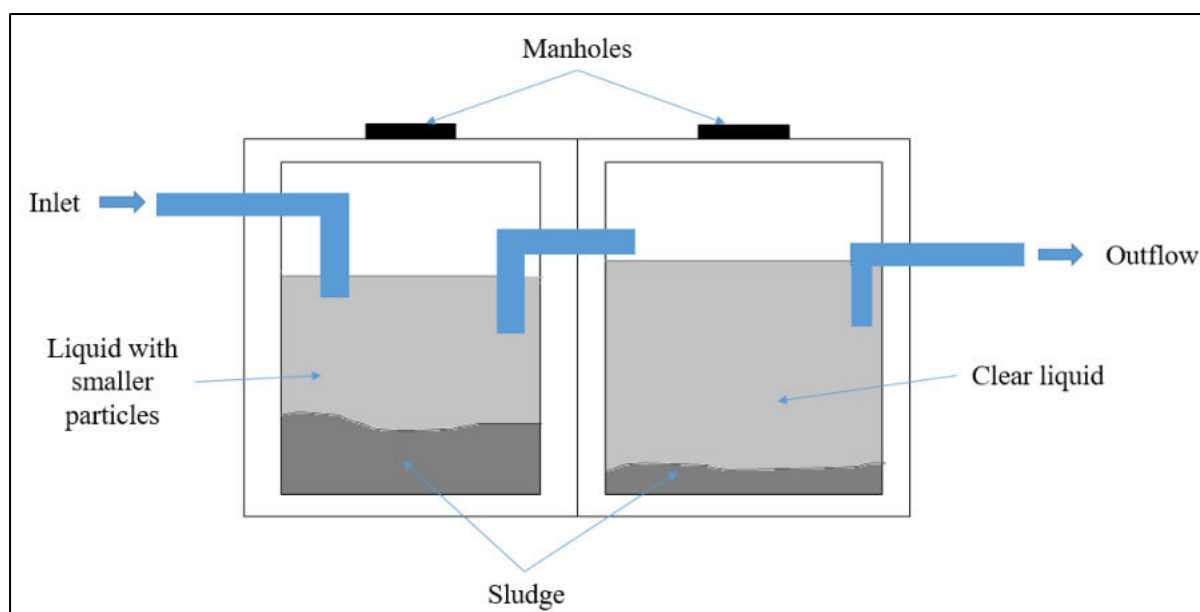 Manholes
Inlet
Outflow
Liquid with
smaller
particles
Clear liquid
Sludge